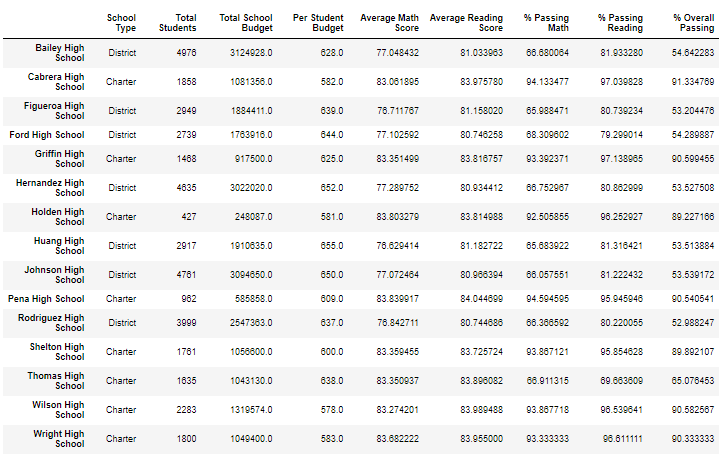 School Type Total Students Total School Budget Per Student Budget Average Math Score Average Reading Score % Passing Math % Passing Reading % Overall Passing
Bailey High School District 4976 3124928.0 628.0 77.048432 81.033963 66.680064 81.933280 54.642283
Cabrera High School Charter 1858 1081356.0 582.0 83.061895 83.975780 94.133477 97.039828 91.334769
Figueroa High School District 2949 1884411.0 639.0 76.711767 81.158020 65.988471 80.739234 53.204476
Ford High School District 2739 1763916.0 644.0 77.102592 80.746258 68.309602 79.299014 54.289887
Griffin High School Charter 1468 917500.0 625.0 83.351499 83.816757 93.392371 97.138965 90.599455
Hernandez High School District 4635 3022020.0 652.0 77.289752 80.934412 66.752967 80.862999 53.527508
Holden High School Charter 427 248087.0 581.0 83.803279 83.814988 92.505855 96.252927 89.227166
Huang High School District 2917 1910635.0 655.0 76.629414 81.182722 65.683922 81.316421 53.513884
Johnson High School District 4761 3094650.0 650.0 77.072464 80.966394 66.057551 81.222432 53.539172
Pena High School Charter 962 585858.0 609.0 83.839917 84.044699 94.594595 95.945946 90.540541
Rodriguez High School District 3999 2547363.0 637.0 76.842711 80.744686 66.366592 80.220055 52.988247
Shelton High School Charter 1761 1056600.0 600.0 83.359455 83.725724 93.867121 95.854628 89.892107
Thomas High School Charter 1635 1043130.0 638.0 83.350937 83.896082 66.911315 69.663609 65.076453
Wilson High School Charter 2283 1319574.0 578.0 83.274201 83.989488 93.867718 96.539641 90.582567
Wright High School Charter 1800 1049400.0 583.0 83.682222 83.955000 93.333333 96.611111 90.333333